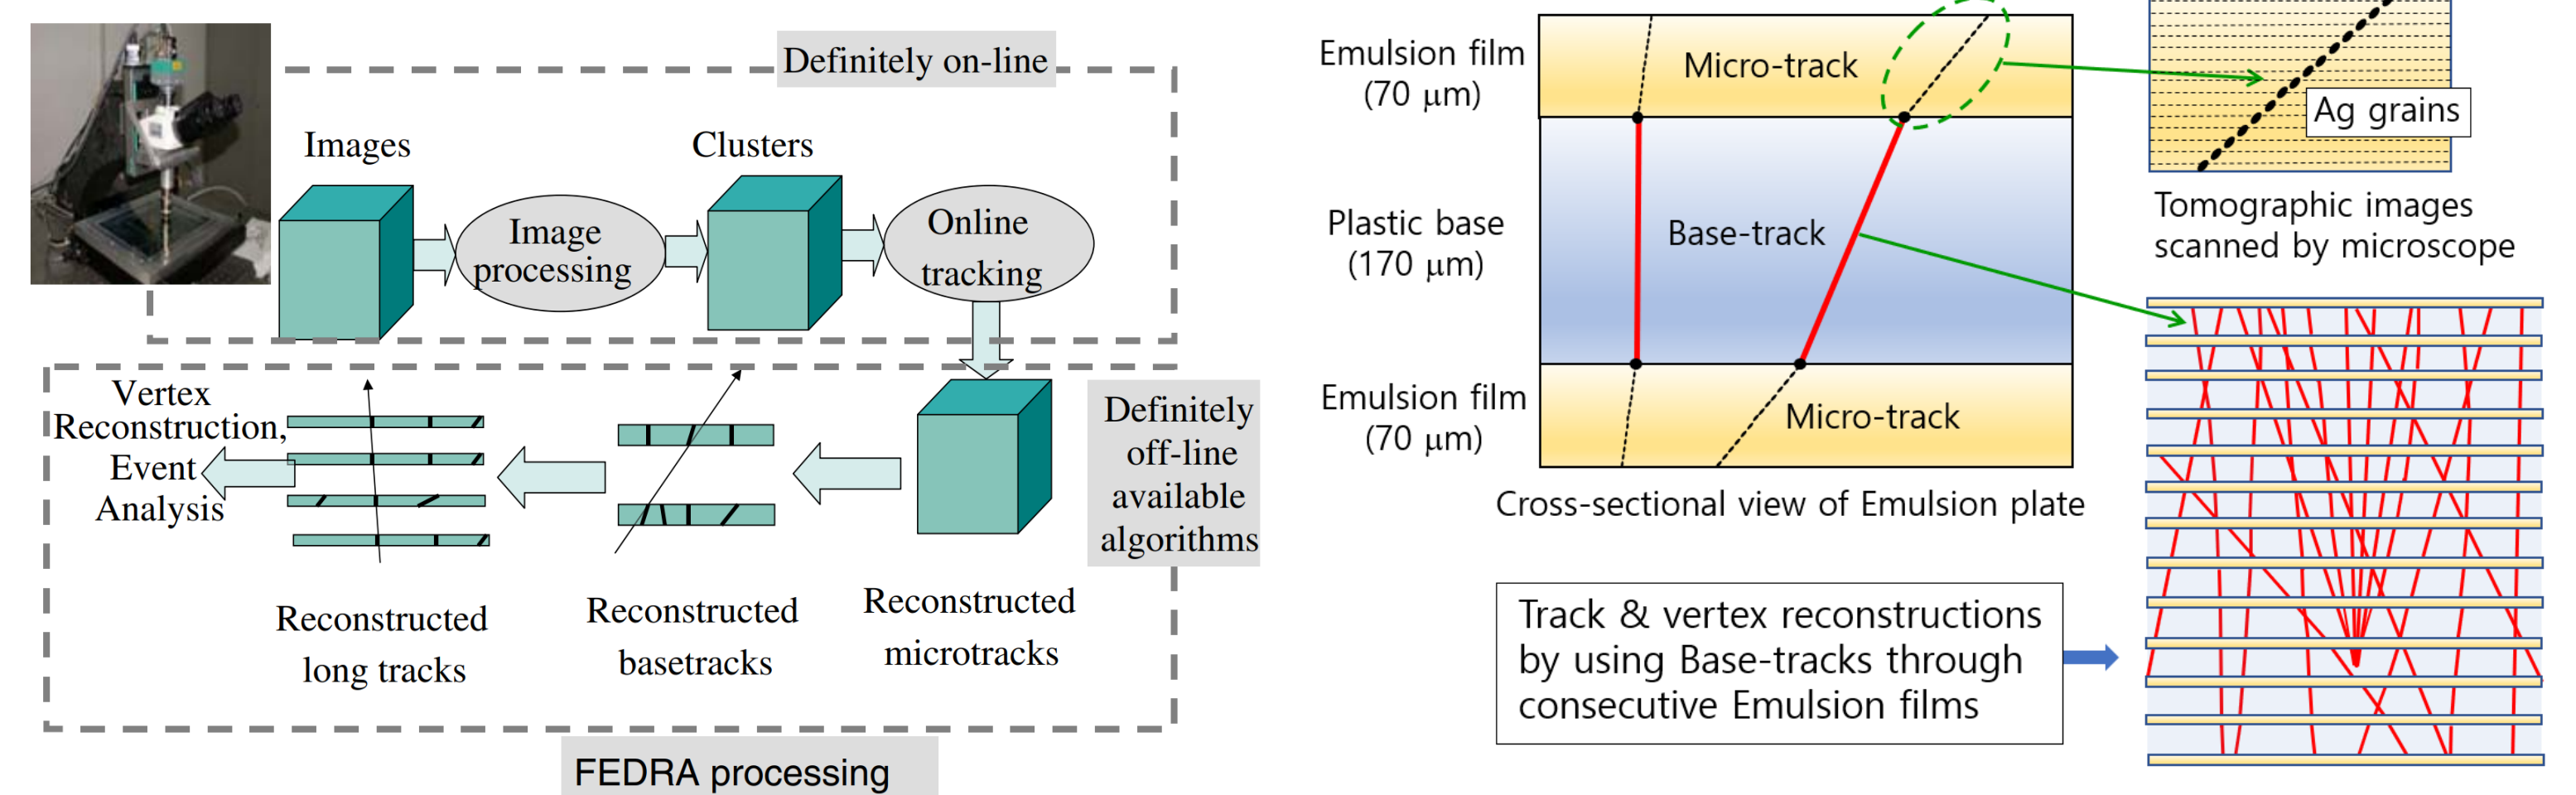 Definitely on-line
Images
Clusters
Image
processing
Online
tracking
Vertex
Reconstruction,
Event
Analysis
Definitely
off-line
available
algorithms
Reconstructed
long tracks
Reconstructed
basetracks
Reconstructed
microtracks
FEDRA processing
Emulsion film
(70 μm)
Micro-track
Plastic base
(170 μm)
Base-track
Emulsion film
(70 μm)
Micro-track
Cross-sectional view of Emulsion plate
Ag grains
Tomographic images
scanned by microscope
Track & vertex reconstructions
by using Base-tracks through
consecutive Emulsion films